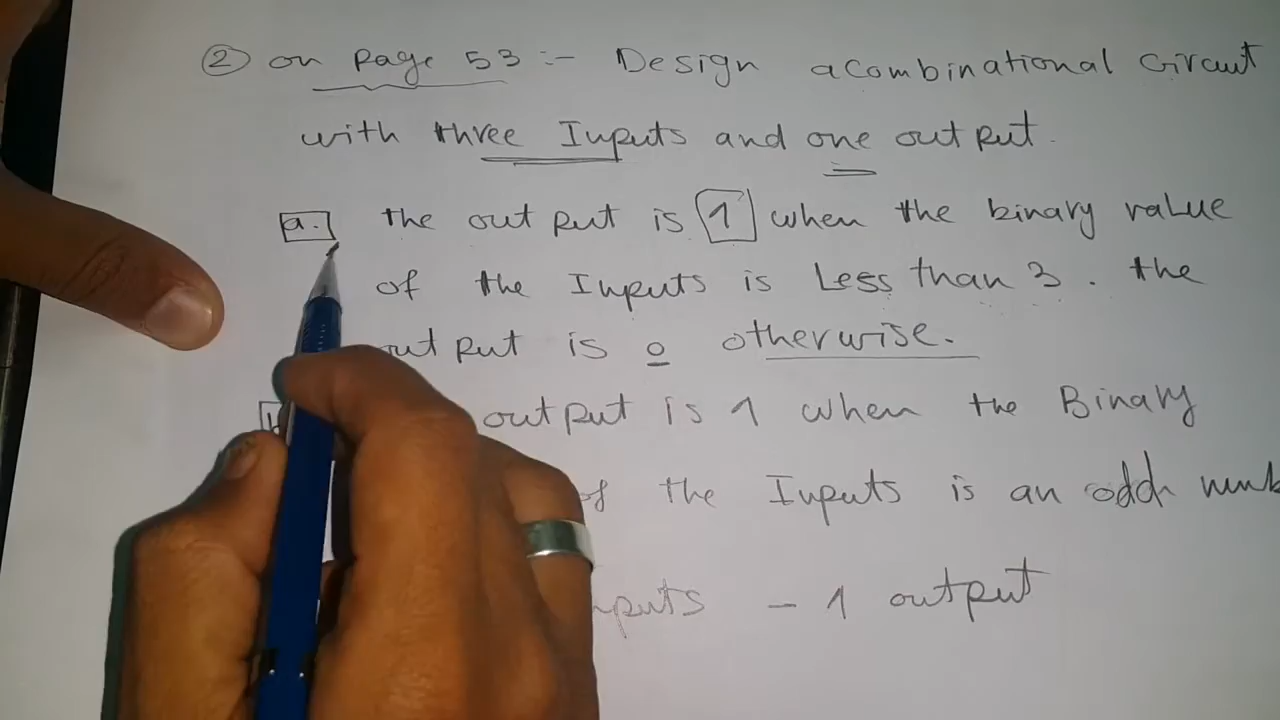 ② on page 53 :- Design a combinational Circuit
with three Inputs and one output.
a. the output is 1 when the binary value
of the Inputs is Less than 3. the
output is 0 otherwise.
output is 1 when the Binary
of the Inputs is an odd
- 1 output